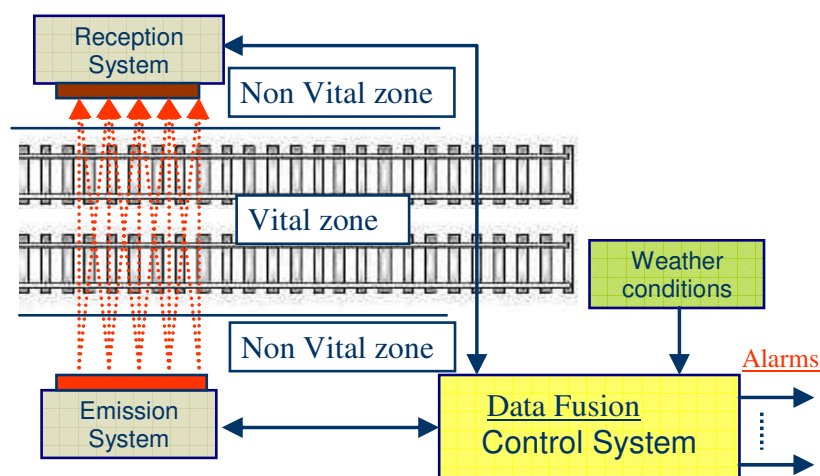 Reception
System
Non Vital zone
Vital zone
Weather
conditions
Non Vital zone
Alarms
Emission
System
Data Fusion
Control System